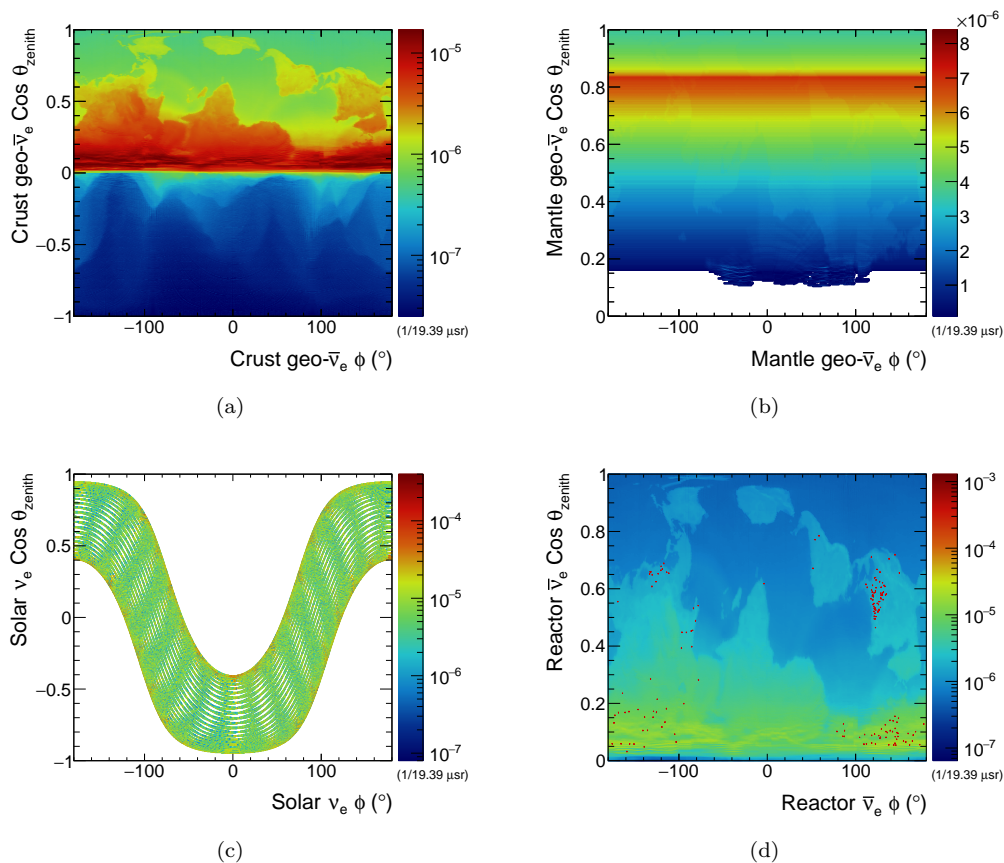 1
0.5
0
−0.5
−1
−100 0 100
Crust geo-ν̅e Cos θzenith
Crust geo-ν̅e ϕ (°)
10⁻⁵
10⁻⁶
10⁻⁷
(1/19.39 μsr)
(a)
×10⁻⁶
1
0.8
0.6
0.4
0.2
0
−100 0 100
Mantle geo-ν̅e Cos θzenith
Mantle geo-ν̅e ϕ (°)
8
7
6
5
4
3
2
1
(1/19.39 μsr)
(b)
1
0.5
0
−0.5
−1
−100 0 100
Solar νe Cos θzenith
Solar νe ϕ (°)
10⁻⁴
10⁻⁵
10⁻⁶
10⁻⁷
(1/19.39 μsr)
(c)
1
0.8
0.6
0.4
0.2
0
−100 0 100
Reactor ν̅e Cos θzenith
Reactor ν̅e ϕ (°)
10⁻³
10⁻⁴
10⁻⁵
10⁻⁶
10⁻⁷
(1/19.39 μsr)
(d)